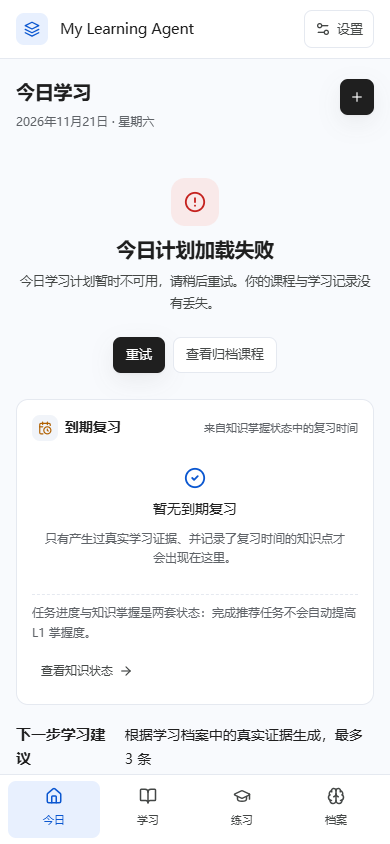 My Learning Agent
设置
今日学习
2026年11月21日 · 星期六
今日计划加载失败
今日学习计划暂时不可用，请稍后重试。你的课程与学习记录没
有丢失。
重试
查看归档课程
到期复习
来自知识掌握状态中的复习时间
暂无到期复习
只有产生过真实学习证据、并记录了复习时间的知识点才
会出现在这里。
任务进度与知识掌握是两套状态：完成推荐任务不会自动提高
L1 掌握度。
查看知识状态
下一步学习建
议
根据学习档案中的真实证据生成，最多
3 条
今日
学习
练习
档案